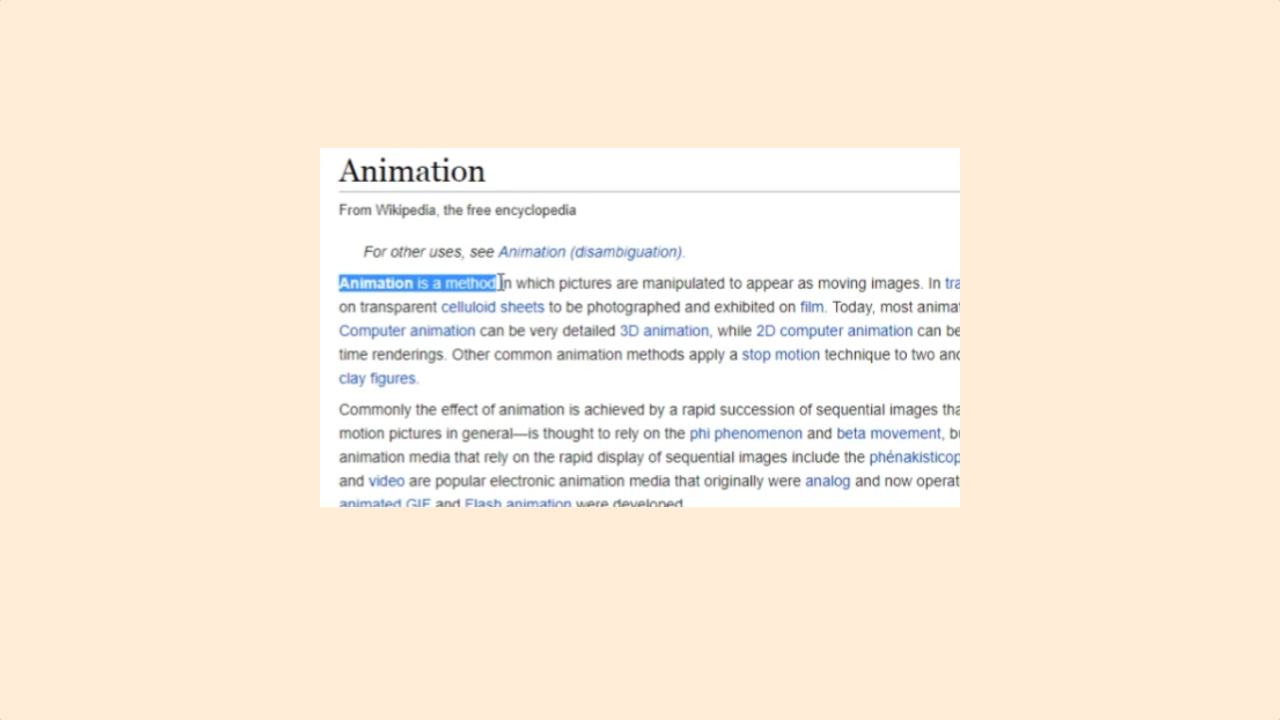 Animation
From Wikipedia, the free encyclopedia
For other uses, see Animation (disambiguation).
Animation is a method in which pictures are manipulated to appear as moving images. In
on transparent celluloid sheets to be photographed and exhibited on film. Today, most
Computer animation can be very detailed 3D animation, while 2D computer animation can be
time renderings. Other common animation methods apply a stop motion technique to two
clay figures.
Commonly the effect of animation is achieved by a rapid succession of sequential images
motion pictures in general—is thought to rely on the phi phenomenon and beta movement,
animation media that rely on the rapid display of sequential images include the
and video are popular electronic animation media that originally were analog and now
animated GIF and Flash animation were developed.